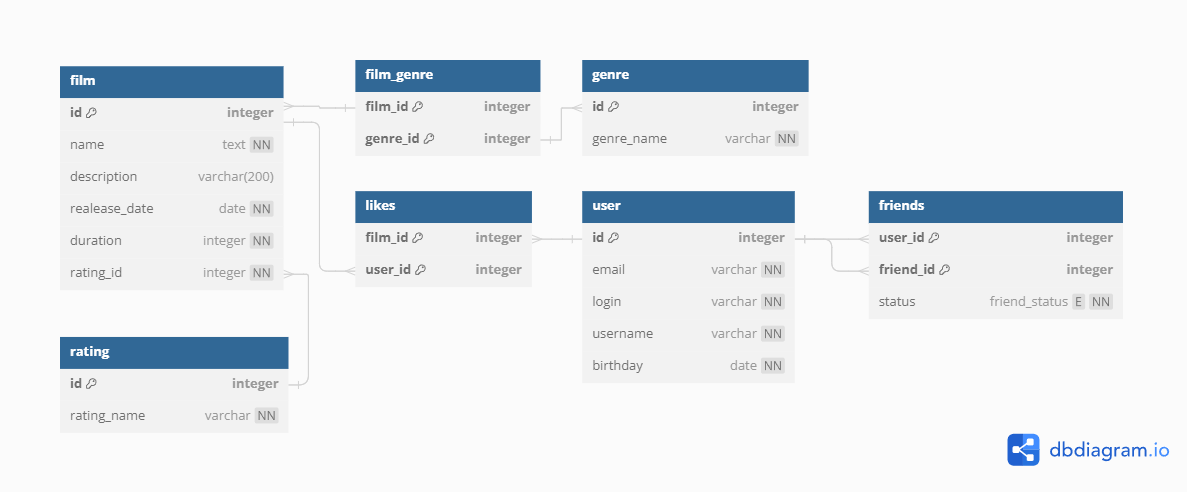 film
id integer
name text NN
description varchar(200)
realease_date date NN
duration integer NN
rating_id integer NN
film_genre
film_id integer
genre_id integer
genre
id integer
genre_name varchar NN
likes
film_id integer
user_id integer
user
id integer
email varchar NN
login varchar NN
username varchar NN
birthday date NN
friends
user_id integer
friend_id integer
status friend_status E NN
rating
id integer
rating_name varchar NN
dbdiagram.io